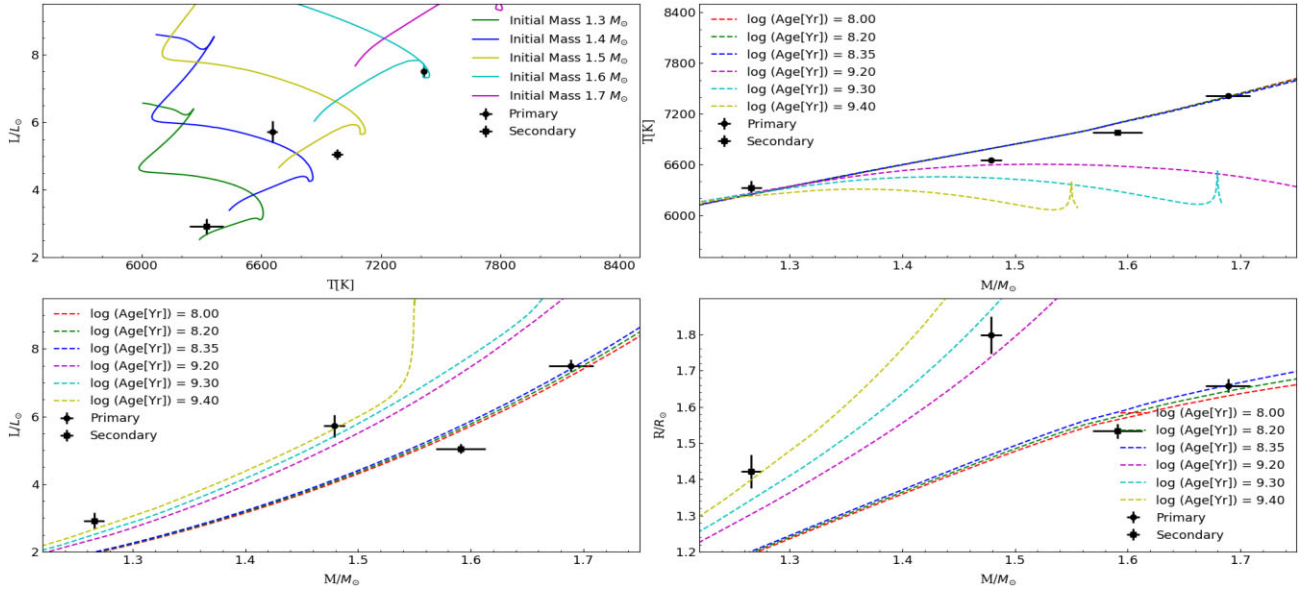 8
6
4
2
L/L⊙
6000
6600
7200
7800
8400
T[K]
Initial Mass 1.3 M⊙
Initial Mass 1.4 M⊙
Initial Mass 1.5 M⊙
Initial Mass 1.6 M⊙
Initial Mass 1.7 M⊙
Primary
Secondary
8400
7800
7200
6600
6000
T[K]
1.3
1.4
1.5
1.6
1.7
M/M⊙
log (Age[Yr]) = 8.00
log (Age[Yr]) = 8.20
log (Age[Yr]) = 8.35
log (Age[Yr]) = 9.20
log (Age[Yr]) = 9.30
log (Age[Yr]) = 9.40
Primary
Secondary
8
6
4
2
L/L⊙
1.3
1.4
1.5
1.6
1.7
M/M⊙
log (Age[Yr]) = 8.00
log (Age[Yr]) = 8.20
log (Age[Yr]) = 8.35
log (Age[Yr]) = 9.20
log (Age[Yr]) = 9.30
log (Age[Yr]) = 9.40
Primary
Secondary
1.8
1.7
1.6
1.5
1.4
1.3
1.2
R/R⊙
1.3
1.4
1.5
1.6
1.7
M/M⊙
log (Age[Yr]) = 8.00
log (Age[Yr]) = 8.20
log (Age[Yr]) = 8.35
log (Age[Yr]) = 9.20
log (Age[Yr]) = 9.30
log (Age[Yr]) = 9.40
Primary
Secondary